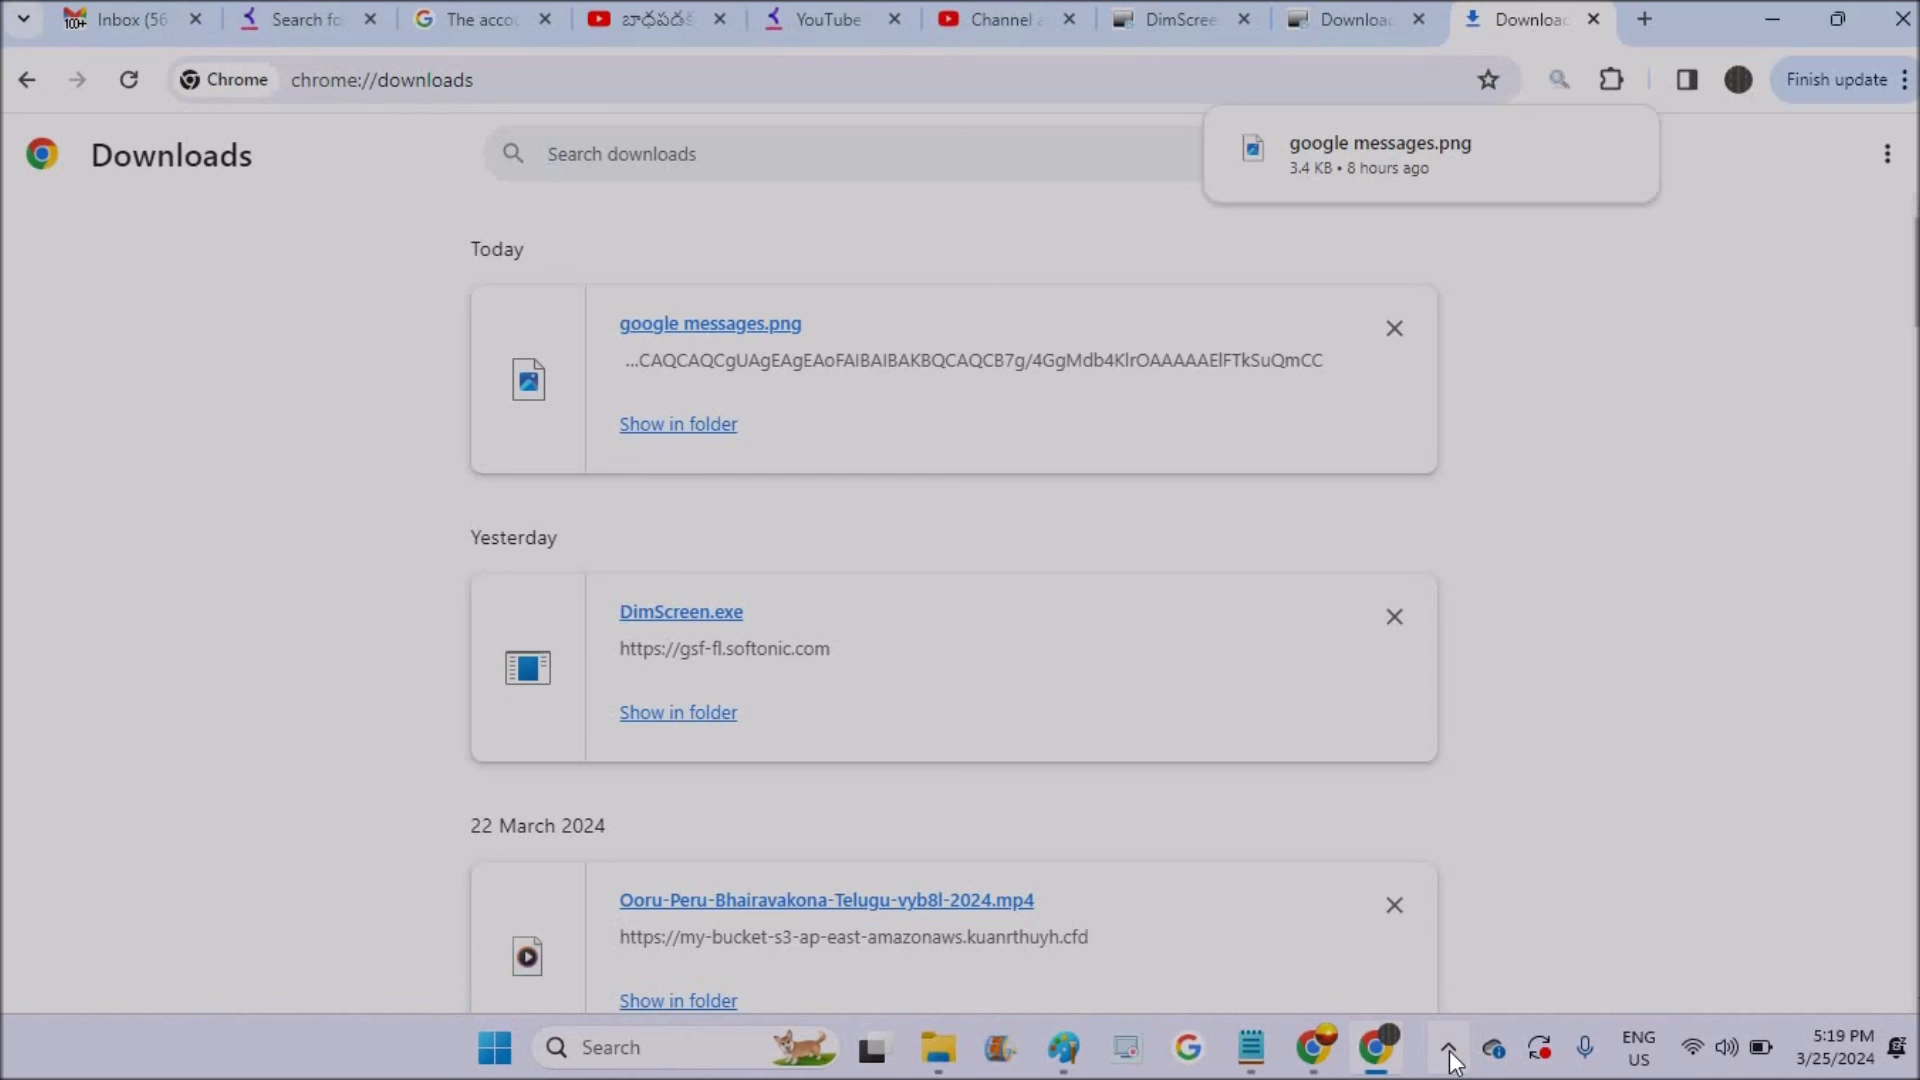 100+ Inbox (56
Search fo
The acco
బాధపడక
YouTube
Channel a
DimScree
Downloac
Downloac
Chrome
chrome://downloads
Finish update
Downloads
Search downloads
google messages.png
3.4 KB • 8 hours ago
Today
google messages.png
...CAQCAQCgUAgEAgEAoFAIBAIBAKBQCAQCB7g/4GgMdb4KlrOAAAAAElFTkSuQmCC
Show in folder
Yesterday
DimScreen.exe
https://gsf-fl.softonic.com
Show in folder
22 March 2024
Ooru-Peru-Bhairavakona-Telugu-vyb8l-2024.mp4
https://my-bucket-s3-ap-east-amazonaws.kuanrthuyh.cfd
Show in folder
Search
ENG
US
5:19 PM
3/25/2024